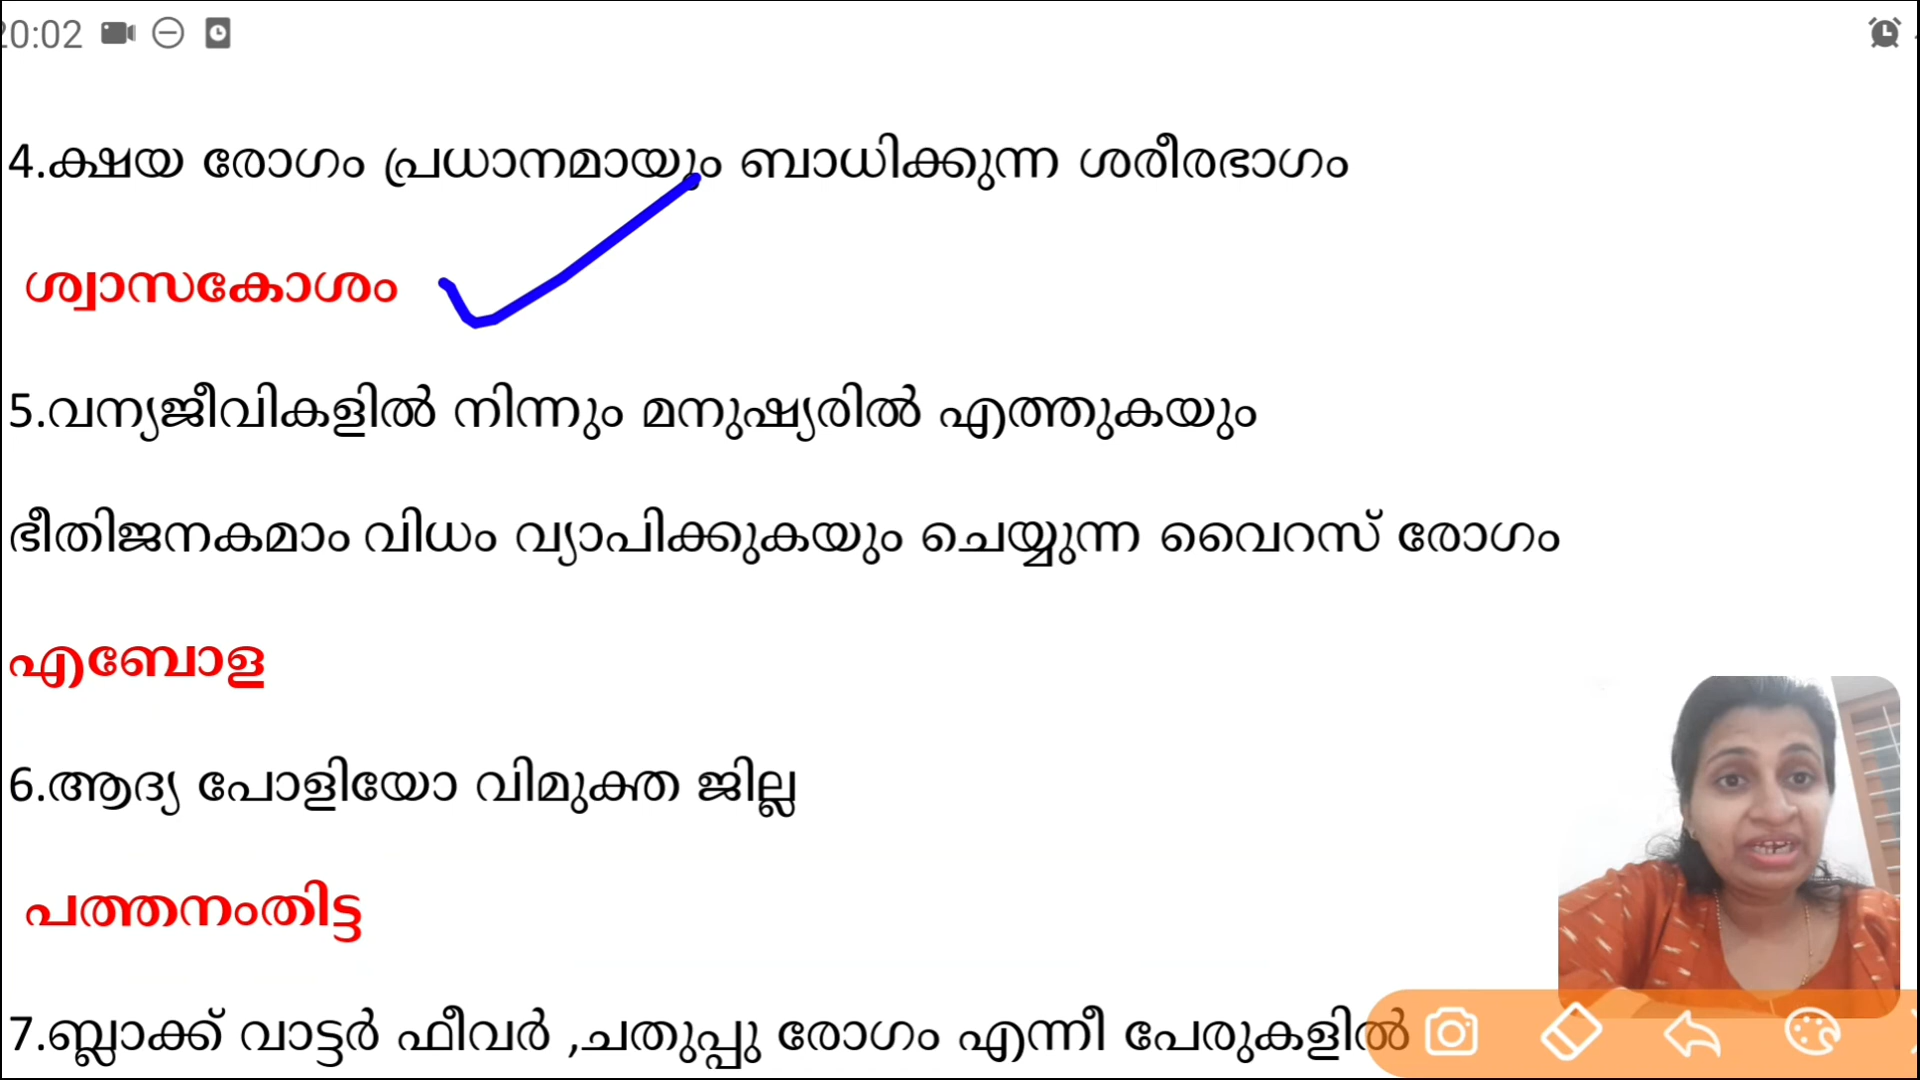 20:02
4.ക്ഷയ രോഗം പ്രധാനമായും ബാധിക്കുന്ന ശരീരഭാഗം
ശ്വാസകോശം
5.വന്യജീവികളിൽ നിന്നും മനുഷ്യരിൽ എത്തുകയും
ഭീതിജനകമാം വിധം വ്യാപിക്കുകയും ചെയ്യുന്ന വൈറസ് രോഗം
എബോള
6.ആദ്യ പോളിയോ വിമുക്ത ജില്ല
പത്തനംതിട്ട
7.ബ്ലാക്ക് വാട്ടർ ഫീവർ ,ചതുപ്പു രോഗം എന്നീ പേരുകളിൽ